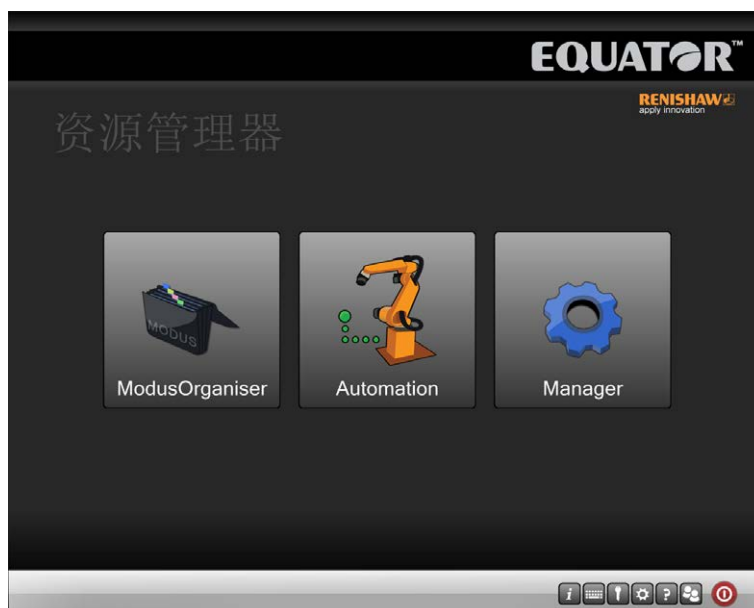 EQUATOR™
RENISHAW
apply innovation
资源管理器
MODUS
ModusOrganiser
Automation
Manager